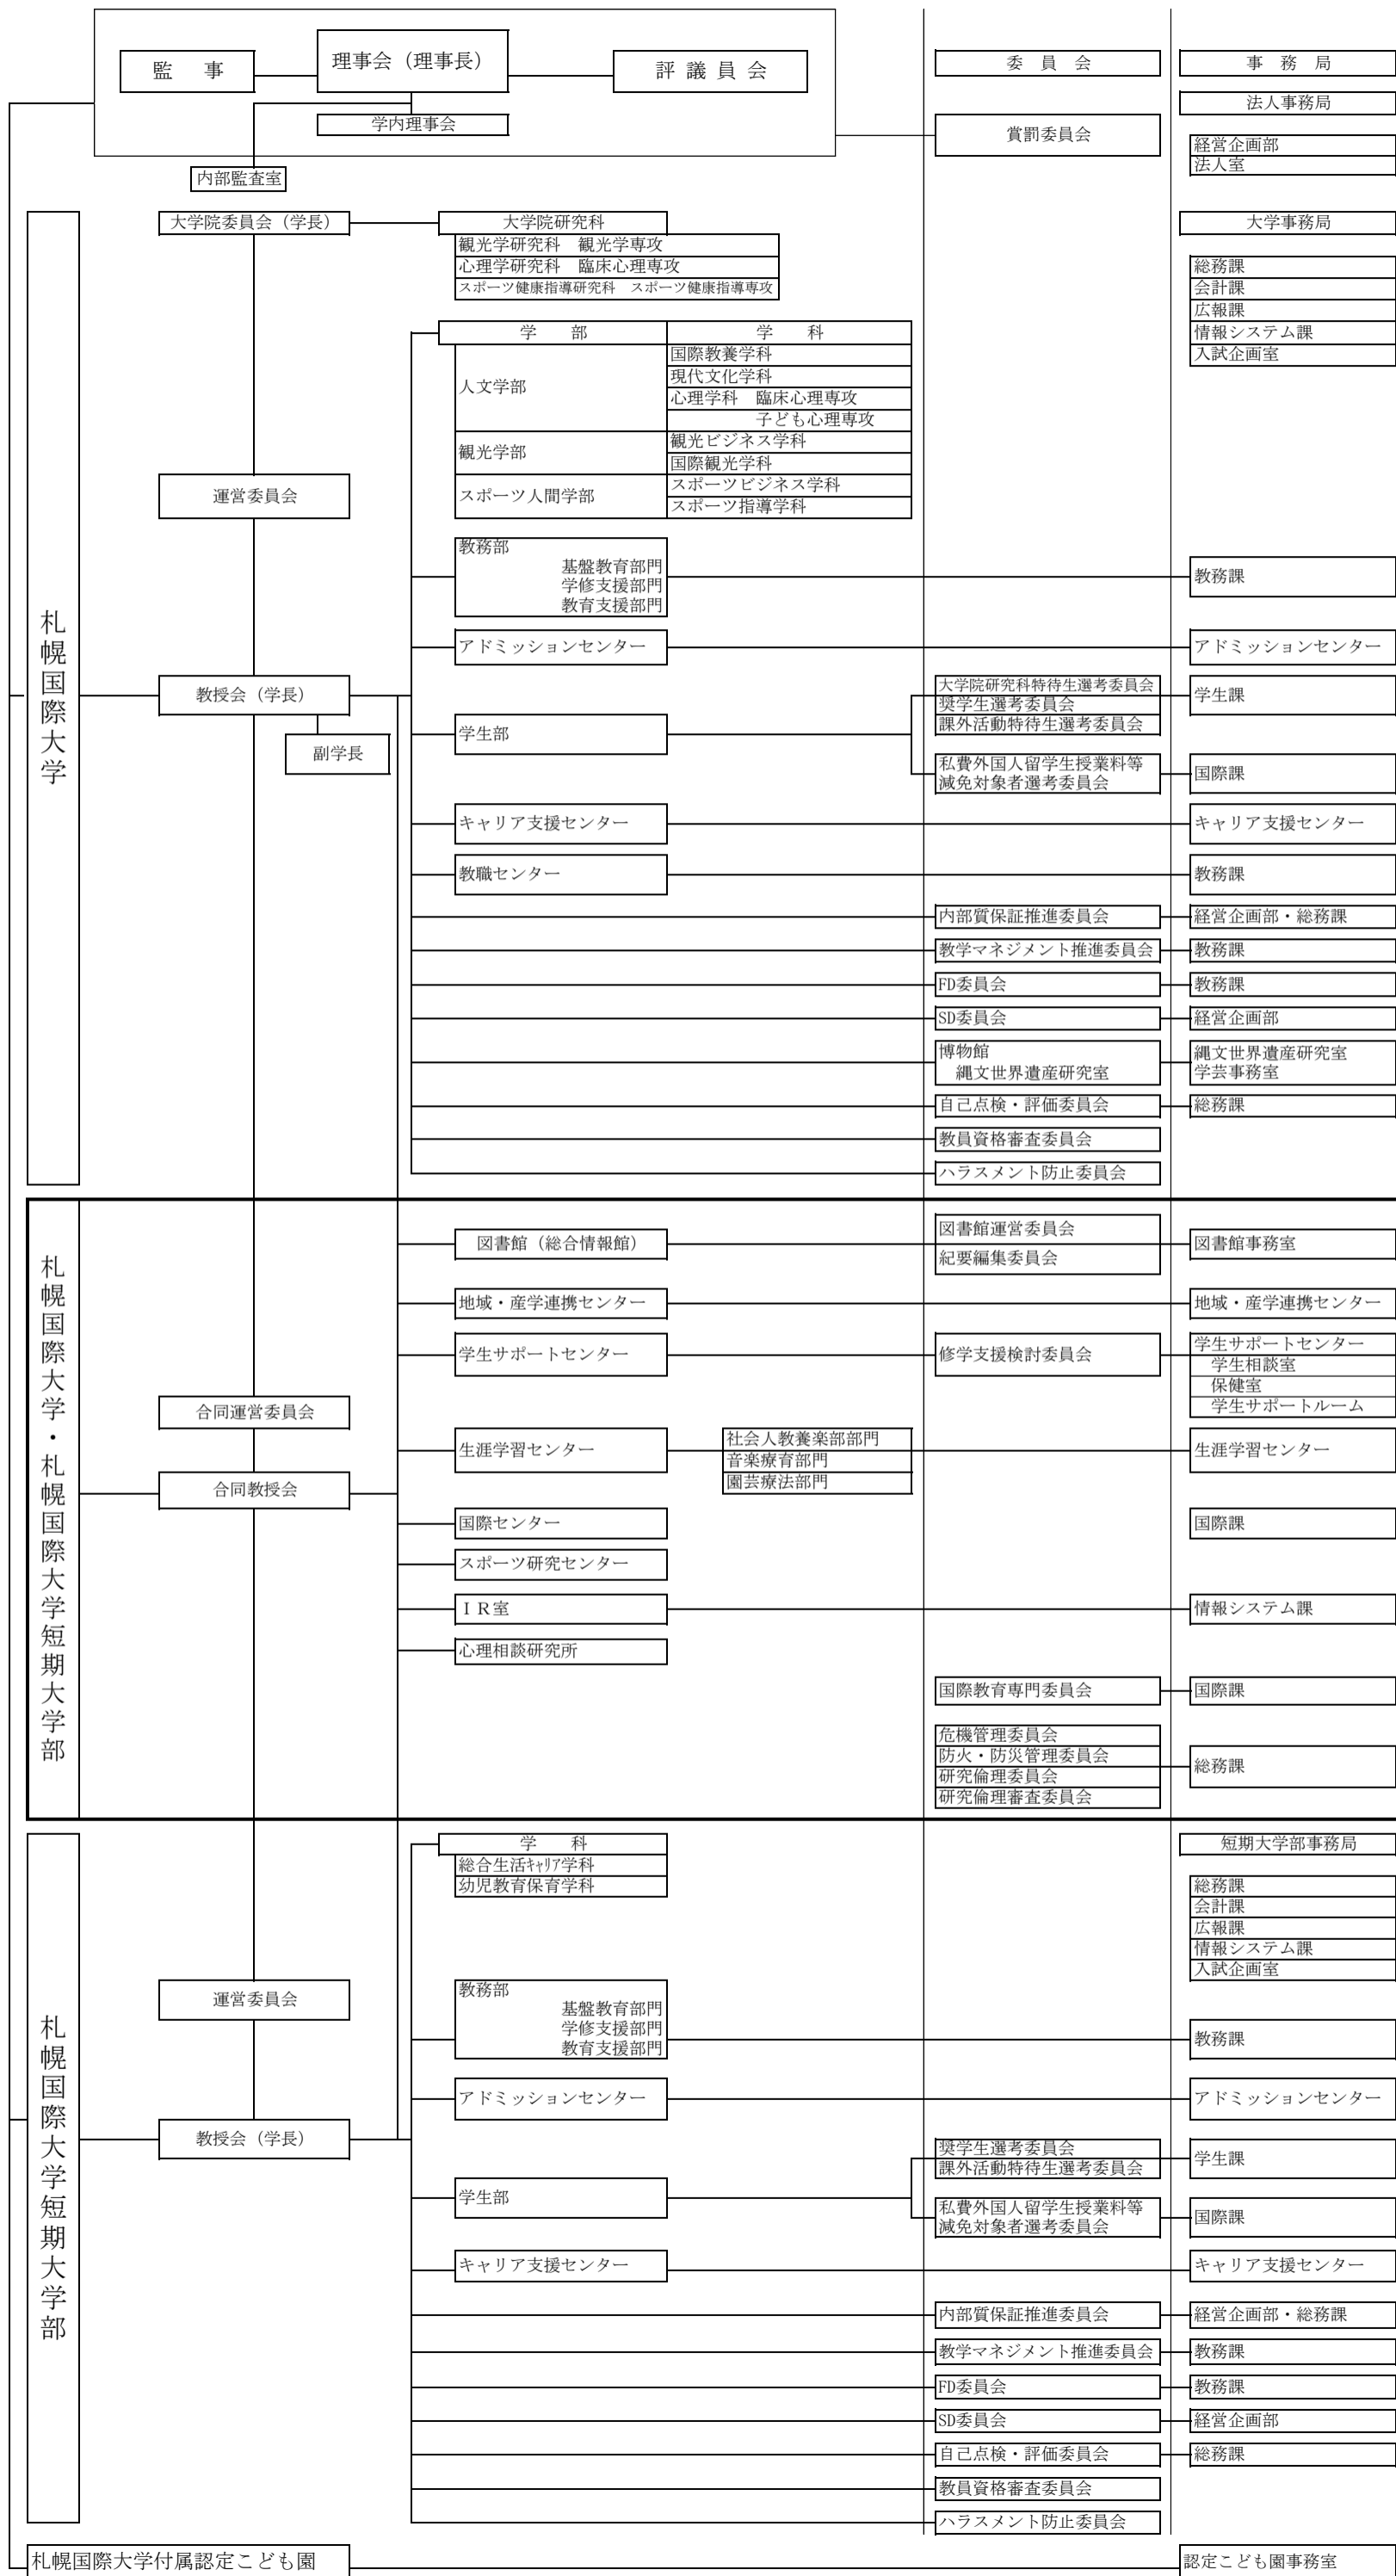 監　事
理事会（理事長）
評 議 員 会
委　員　会
事　務　局
法人事務局
学内理事会
賞罰委員会
経営企画部
法人室
内部監査室
札幌国際大学
大学院委員会（学長）
大学院研究科
大学事務局
観光学研究科　観光学専攻
心理学研究科　臨床心理専攻
スポーツ健康指導研究科　スポーツ健康指導専攻
総務課
会計課
広報課
情報システム課
入試企画室
学　　部
学　　科
人文学部
国際教養学科
現代文化学科
心理学科　臨床心理専攻
子ども心理専攻
観光学部
観光ビジネス学科
国際観光学科
スポーツ人間学部
スポーツビジネス学科
スポーツ指導学科
運営委員会
教務部
基盤教育部門
学修支援部門
教育支援部門
教務課
アドミッションセンター
アドミッションセンター
教授会（学長）
副学長
学生部
大学院研究科特待生選考委員会
奨学生選考委員会
課外活動特待生選考委員会
学生課
私費外国人留学生授業料等
減免対象者選考委員会
国際課
キャリア支援センター
キャリア支援センター
教職センター
教務課
内部質保証推進委員会
経営企画部・総務課
教学マネジメント推進委員会
教務課
FD委員会
教務課
SD委員会
経営企画部
博物館
縄文世界遺産研究室
縄文世界遺産研究室
学芸事務室
自己点検・評価委員会
総務課
教員資格審査委員会
ハラスメント防止委員会
札幌国際大学・札幌国際大学短期大学部
図書館（総合情報館）
図書館運営委員会
紀要編集委員会
図書館事務室
地域・産学連携センター
地域・産学連携センター
学生サポートセンター
修学支援検討委員会
学生サポートセンター
学生相談室
保健室
学生サポートルーム
合同運営委員会
生涯学習センター
社会人教養楽部部門
音楽療育部門
園芸療法部門
生涯学習センター
合同教授会
国際センター
国際課
スポーツ研究センター
ＩＲ室
情報システム課
心理相談研究所
国際教育専門委員会
国際課
危機管理委員会
防火・防災管理委員会
研究倫理委員会
研究倫理審査委員会
総務課
札幌国際大学短期大学部
学　　科
総合生活ｷｬﾘｱ学科
幼児教育保育学科
短期大学部事務局
総務課
会計課
広報課
情報システム課
入試企画室
運営委員会
教務部
基盤教育部門
学修支援部門
教育支援部門
教務課
アドミッションセンター
アドミッションセンター
教授会（学長）
学生部
奨学生選考委員会
課外活動特待生選考委員会
学生課
私費外国人留学生授業料等
減免対象者選考委員会
国際課
キャリア支援センター
キャリア支援センター
内部質保証推進委員会
経営企画部・総務課
教学マネジメント推進委員会
教務課
FD委員会
教務課
SD委員会
経営企画部
自己点検・評価委員会
総務課
教員資格審査委員会
ハラスメント防止委員会
札幌国際大学付属認定こども園
認定こども園事務室